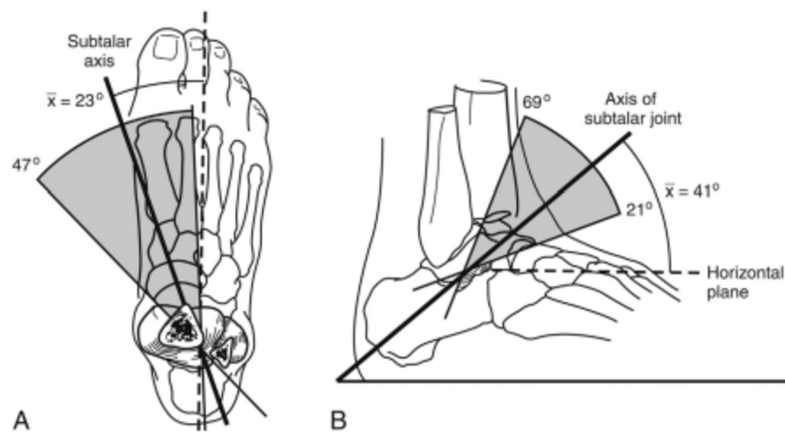 Subtalar
axis
x̅ = 23°
47°
A
69°
Axis of
subtalar joint
x̅ = 41°
21°
Horizontal
plane
B